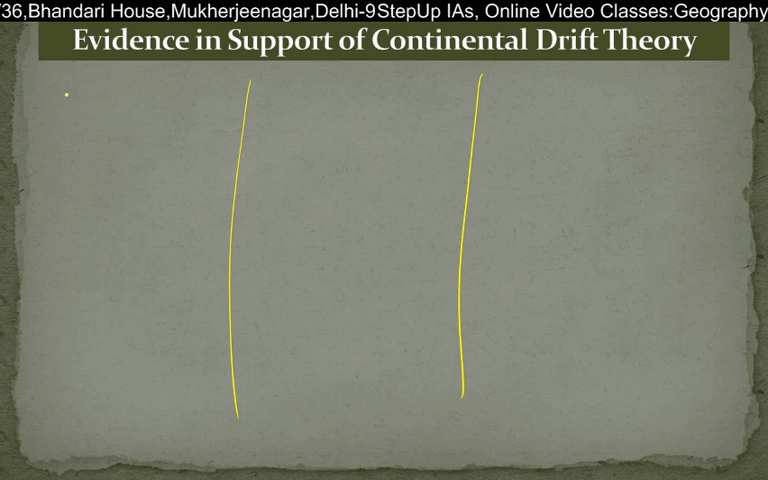 /36,Bhandari House,Mukherjeenagar,Delhi-9StepUp IAs, Online Video Classes:Geography
Evidence in Support of Continental Drift Theory